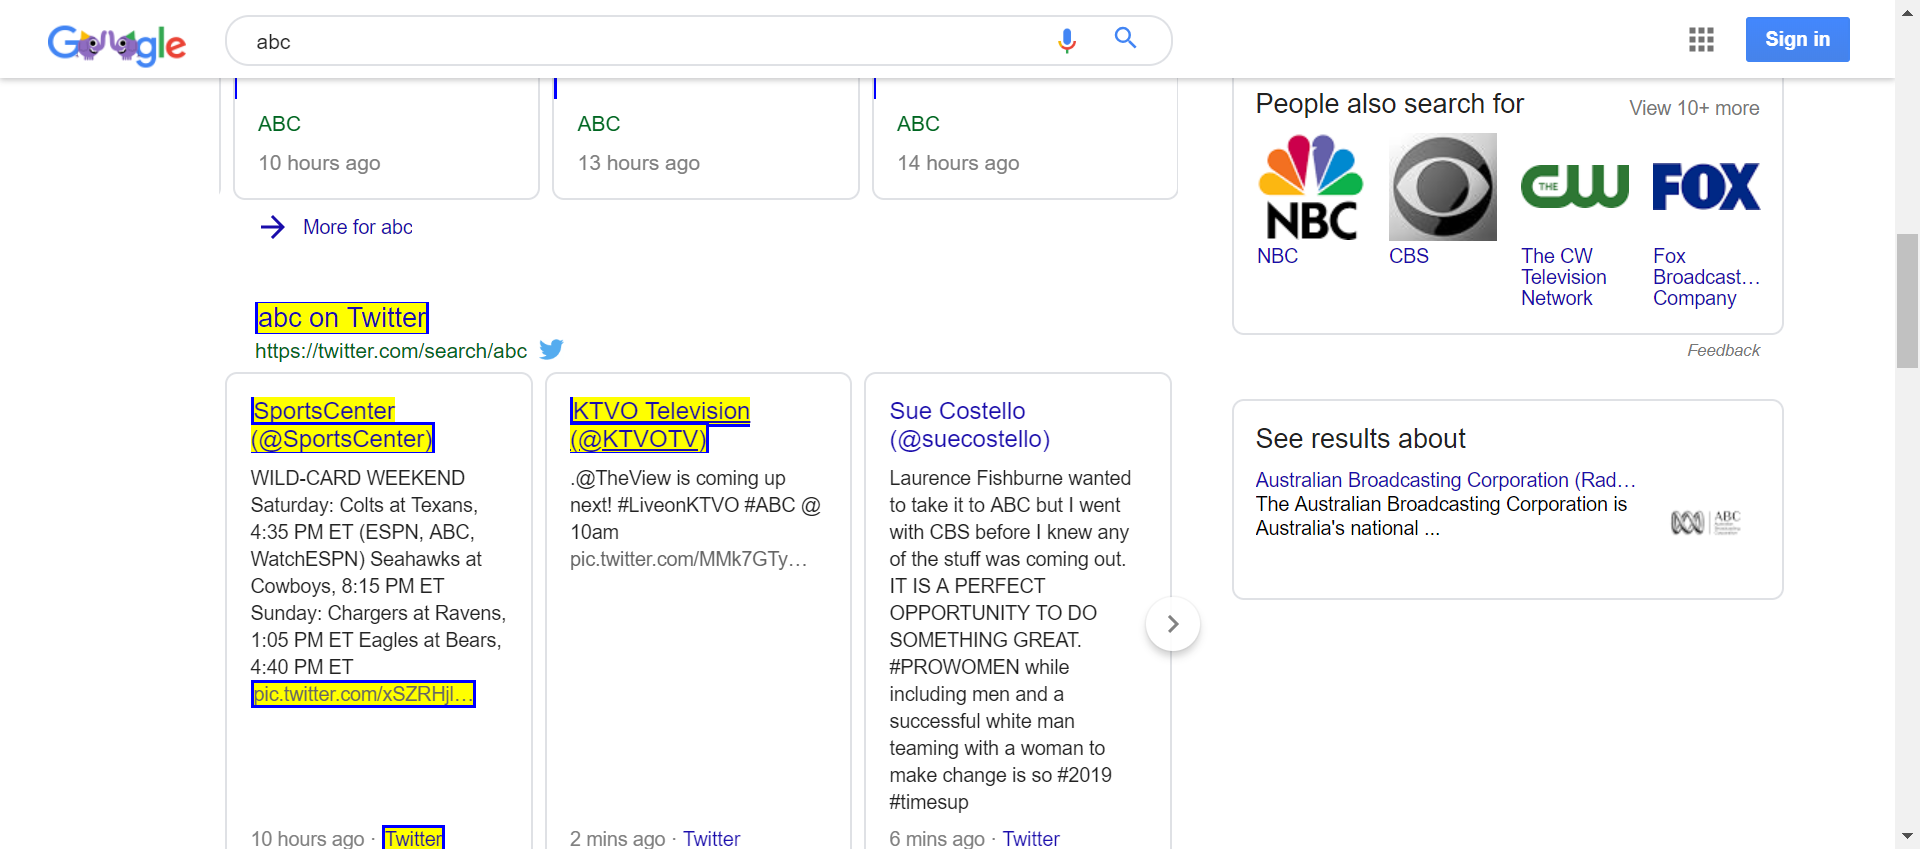 Google
abc
Sign in
ABC
10 hours ago
ABC
13 hours ago
ABC
14 hours ago
More for abc
abc on Twitter
https://twitter.com/search/abc
SportsCenter
(@SportsCenter)
WILD-CARD WEEKEND
Saturday: Colts at Texans,
4:35 PM ET (ESPN, ABC,
WatchESPN) Seahawks at
Cowboys, 8:15 PM ET
Sunday: Chargers at Ravens,
1:05 PM ET Eagles at Bears,
4:40 PM ET
pic.twitter.com/xSZRHjl…
10 hours ago · Twitter
KTVO Television
(@KTVOTV)
.@TheView is coming up
next! #LiveonKTVO #ABC @
10am
pic.twitter.com/MMk7GTy…
2 mins ago · Twitter
Sue Costello
(@suecostello)
Laurence Fishburne wanted
to take it to ABC but I went
with CBS before I knew any
of the stuff was coming out.
IT IS A PERFECT
OPPORTUNITY TO DO
SOMETHING GREAT.
#PROWOMEN while
including men and a
successful white man
teaming with a woman to
make change is so #2019
#timesup
6 mins ago · Twitter
People also search for
View 10+ more
NBC
THE CW
FOX
NBC
CBS
The CW
Television
Network
Fox
Broadcast…
Company
Feedback
See results about
Australian Broadcasting Corporation (Rad…
The Australian Broadcasting Corporation is
Australia's national ...
ABC